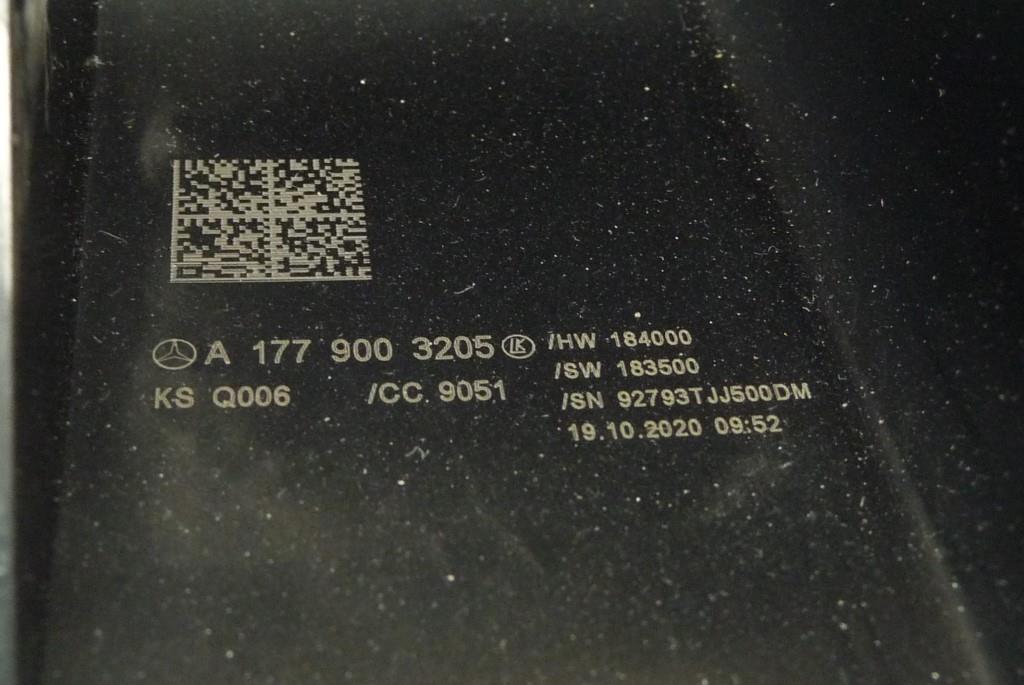 A 177 900 3205 /HW 184000
/SW 183500
KS Q006 /CC 9051 /SN 92793TJJ500DM
19.10.2020 09:52